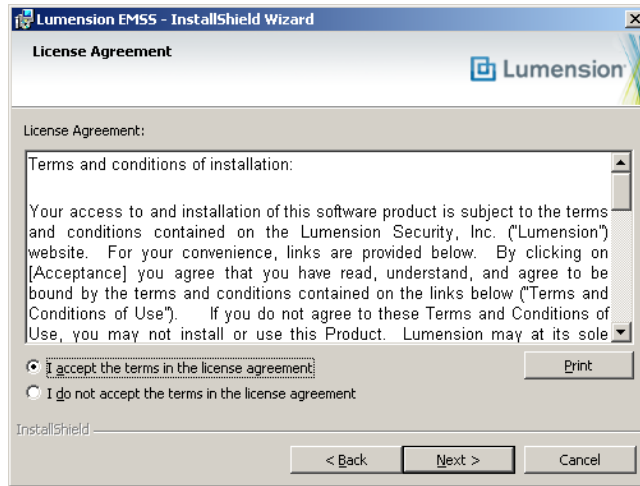 Lumension EMSS - InstallShield Wizard
License Agreement
Lumension
License Agreement:
Terms and conditions of installation:
Your access to and installation of this software product is subject to the terms
and conditions contained on the Lumension Security, Inc. ("Lumension")
website. For your convenience, links are provided below. By clicking on
[Acceptance] you agree that you have read, understand, and agree to be
bound by the terms and conditions contained on the links below ("Terms and
Conditions of Use"). If you do not agree to these Terms and Conditions of
Use, you may not install or use this Product. Lumension may at its sole
I accept the terms in the license agreement
Print
I do not accept the terms in the license agreement
InstallShield
< Back Next > Cancel